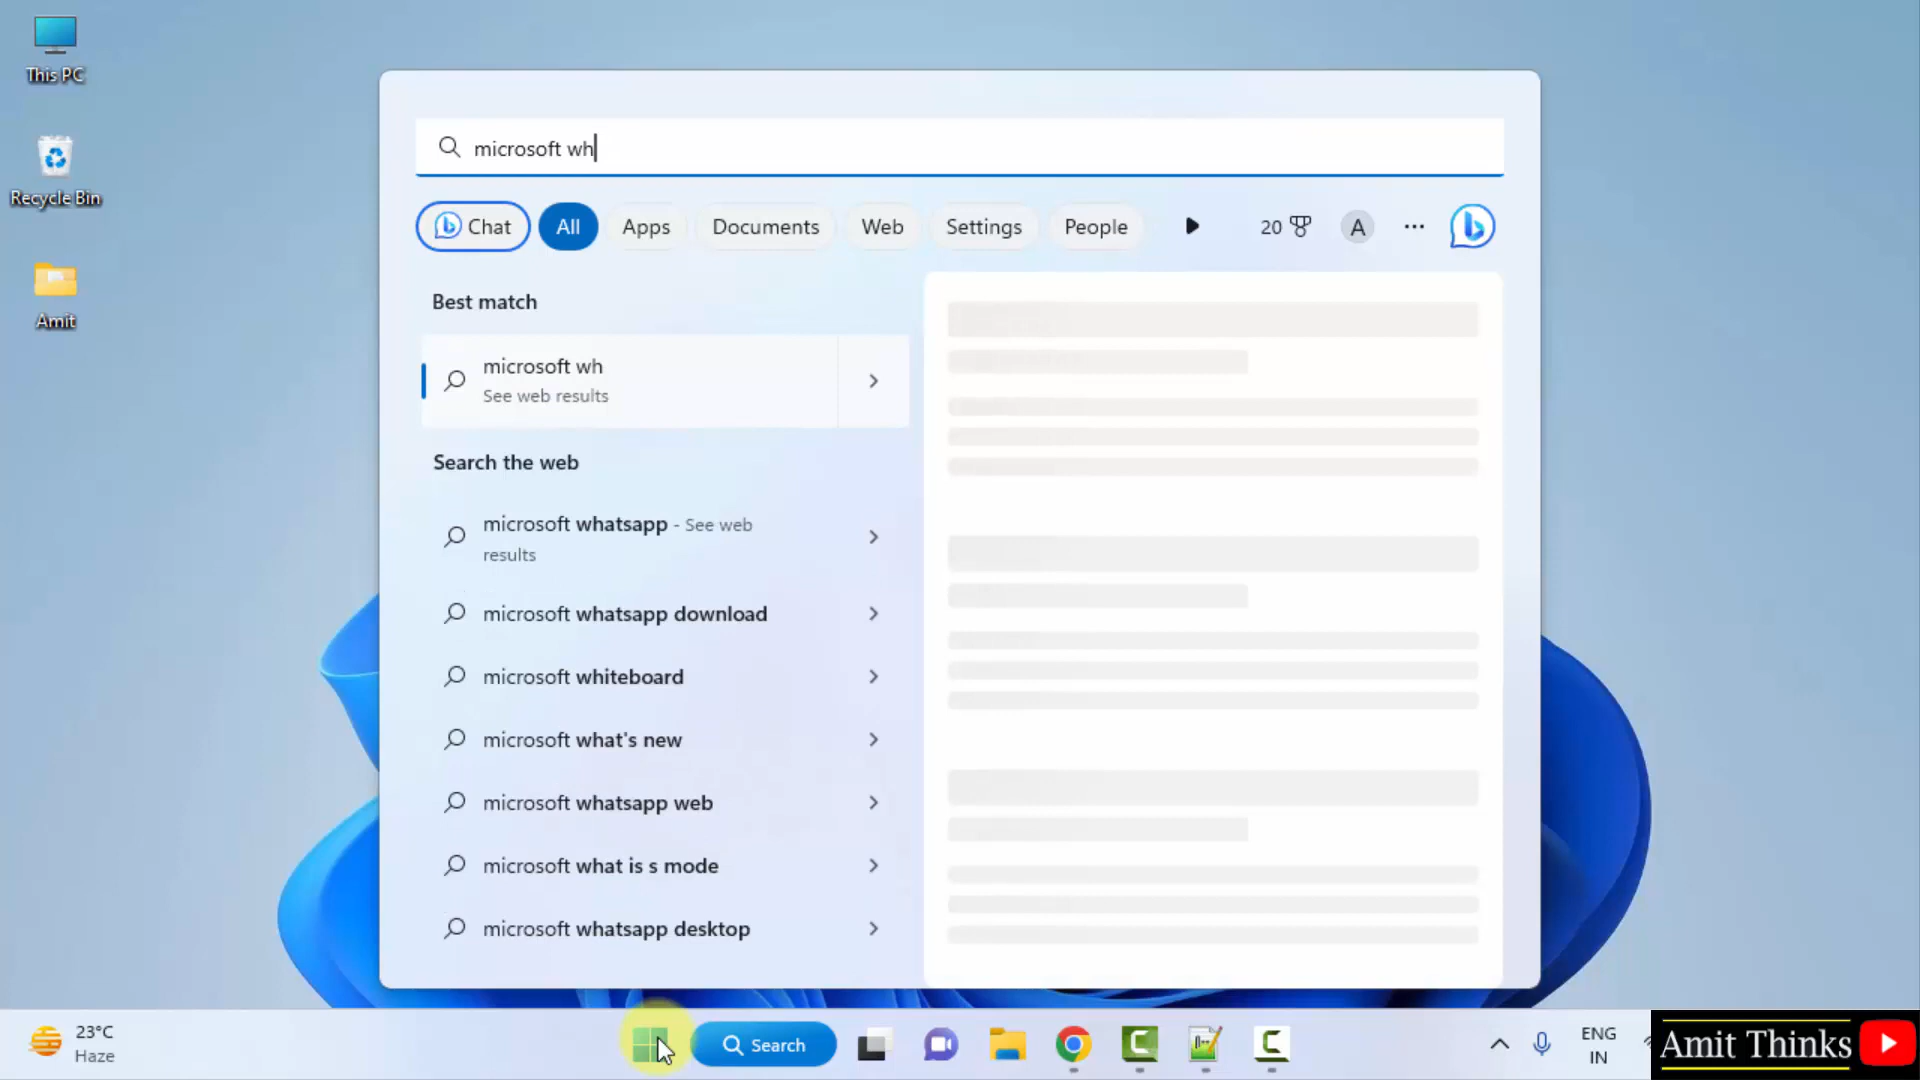 This PC
Recycle Bin
Amit
microsoft wh
Chat
All
Apps
Documents
Web
Settings
People
20
A
Best match
microsoft wh
See web results
Search the web
microsoft whatsapp - See web
results
microsoft whatsapp download
microsoft whiteboard
microsoft what's new
microsoft whatsapp web
microsoft what is s mode
microsoft whatsapp desktop
23°C
Haze
Search
ENG
IN
Amit Thinks